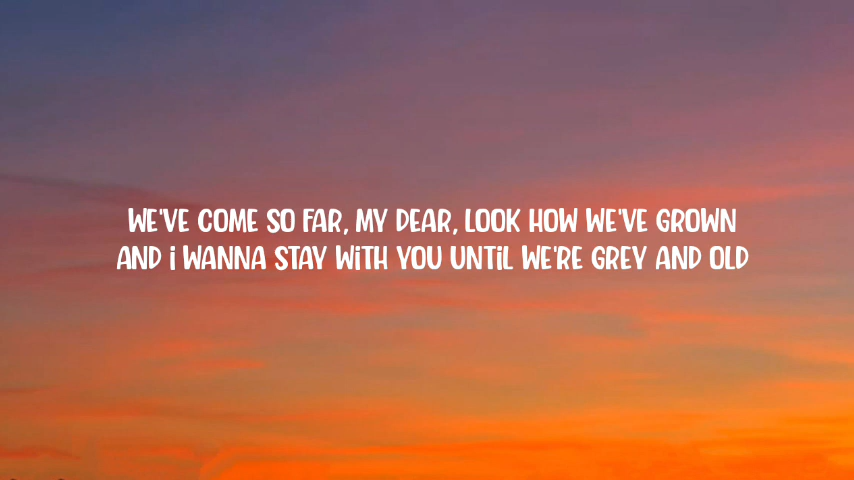 WE'VE COME SO FAR, MY DEAR, LOOK HOW WE'VE GROWN
AND i WANNA STAY WiTH YOU UNTiL WE'RE GREY AND OLD